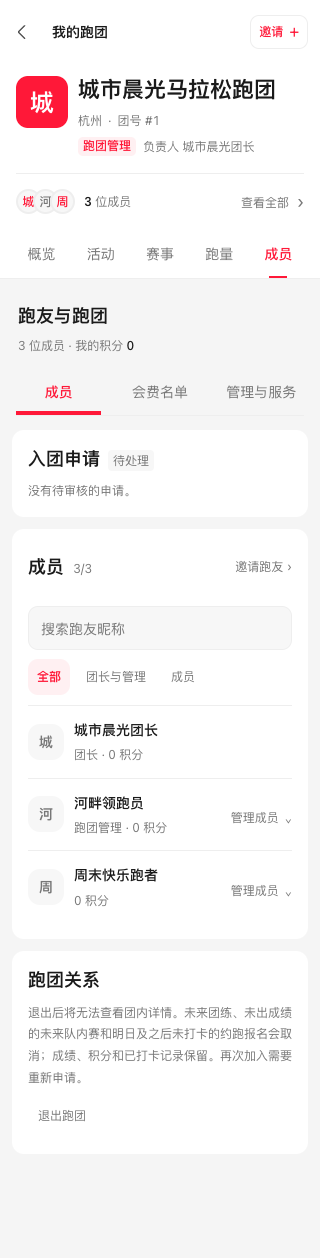 我的跑团
邀请 +
城
城市晨光马拉松跑团
杭州 · 团号 #1
跑团管理 负责人 城市晨光团长
城 河 周 3 位成员
查看全部 ›
概览 活动 赛事 跑量 成员
跑友与跑团
3 位成员 · 我的积分 0
成员 会费名单 管理与服务
入团申请 待处理
没有待审核的申请。
成员 3/3
邀请跑友 ›
搜索跑友昵称
全部 团长与管理 成员
城
城市晨光团长
团长 · 0 积分
河
河畔领跑员
跑团管理 · 0 积分
管理成员
周
周末快乐跑者
0 积分
管理成员
跑团关系
退出后将无法查看团内详情。未来团练、未出成绩
的未来队内赛和明日及之后未打卡的约跑报名会取
消；成绩、积分和已打卡记录保留。再次加入需要
重新申请。
退出跑团